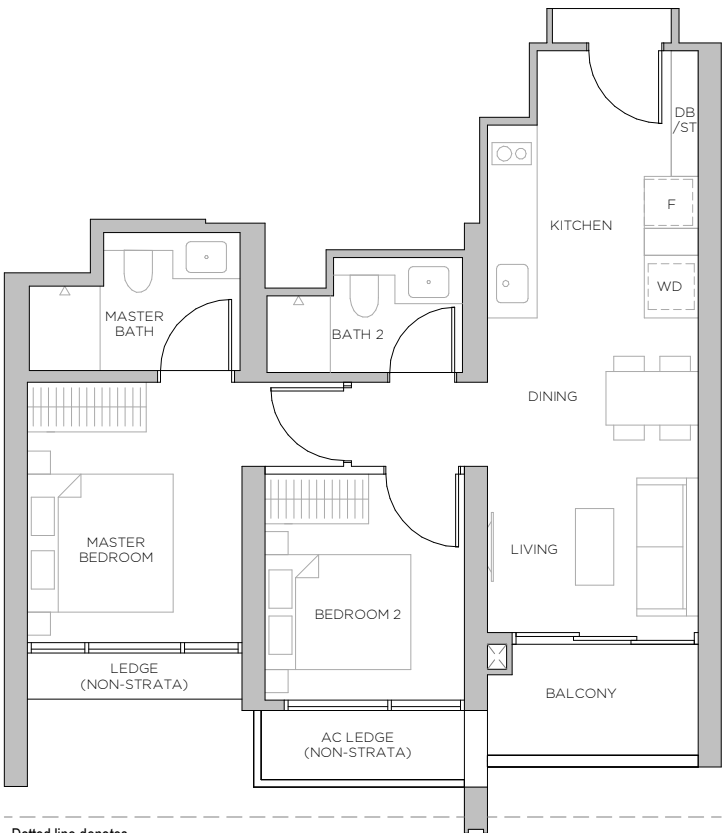 DB
/ST
F
KITCHEN
WD
MASTER
BATH
BATH 2
DINING
MASTER
BEDROOM
LIVING
BEDROOM 2
LEDGE
(NON-STRATA)
BALCONY
AC LEDGE
(NON-STRATA)
Dotted line denotes